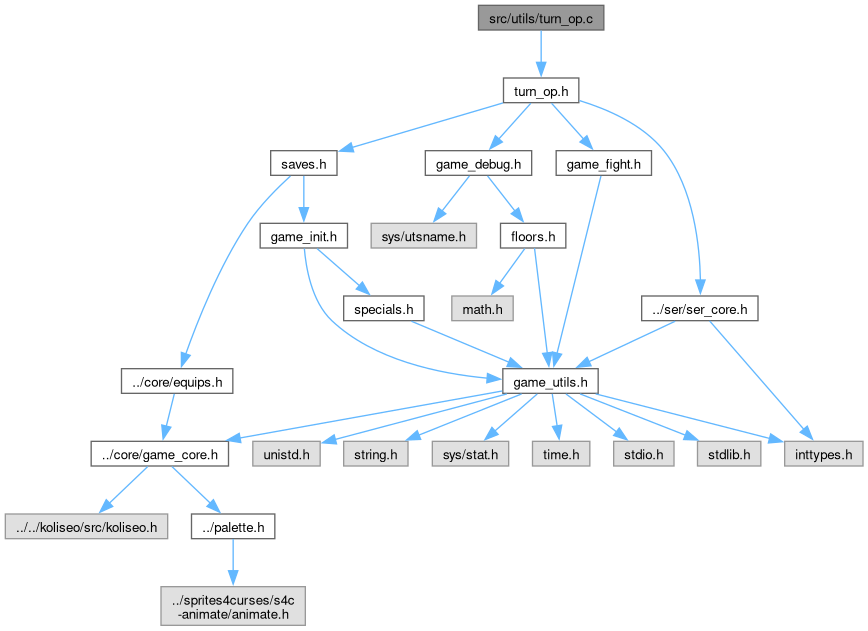 src/utils/turn_op.c
turn_op.h
saves.h
game_debug.h
game_fight.h
game_init.h
sys/utsname.h
floors.h
specials.h
math.h
../ser/ser_core.h
../core/equips.h
game_utils.h
../core/game_core.h
unistd.h
string.h
sys/stat.h
time.h
stdio.h
stdlib.h
inttypes.h
../../koliseo/src/koliseo.h
../palette.h
../sprites4curses/s4c
-animate/animate.h